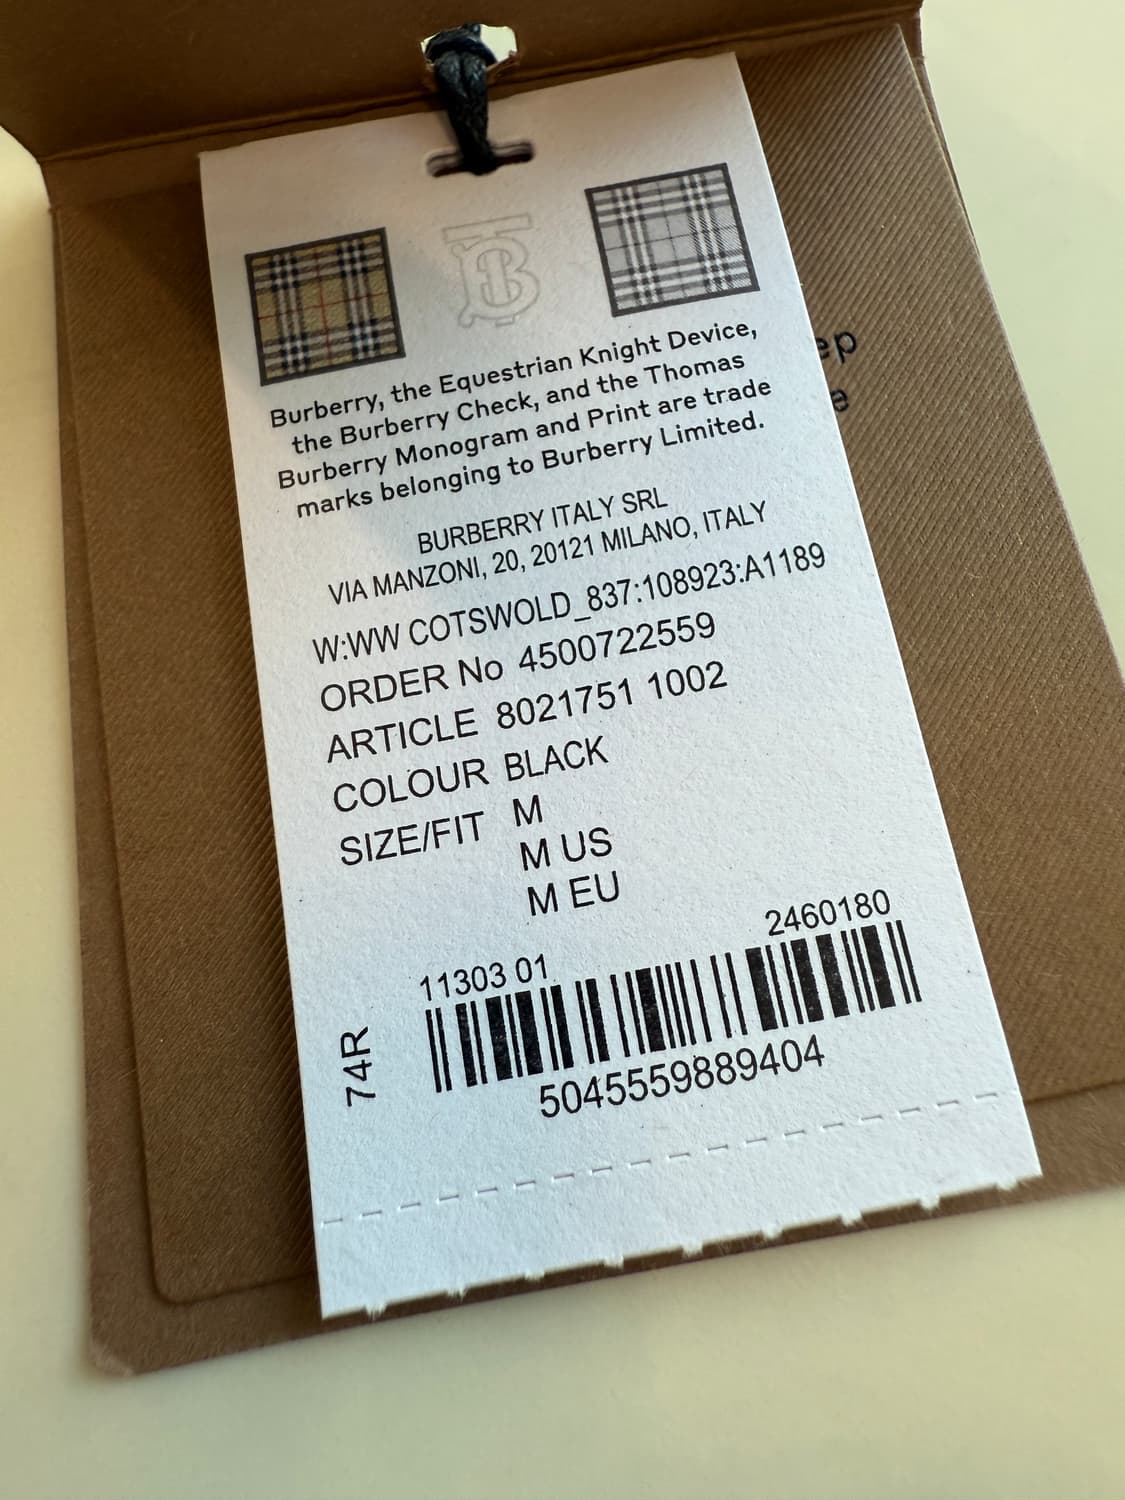 Burberry, the Equestrian Knight Device,
the Burberry Check, and the Thomas
Burberry Monogram and Print are trade
marks belonging to Burberry Limited.
BURBERRY ITALY SRL
VIA MANZONI, 20, 20121 MILANO, ITALY
W:WW COTSWOLD_837:108923:A1189
ORDER No 4500722559
ARTICLE 8021751 1002
COLOUR BLACK
SIZE/FIT M
M US
M EU
11303 01 2460180
74R
5045559889404